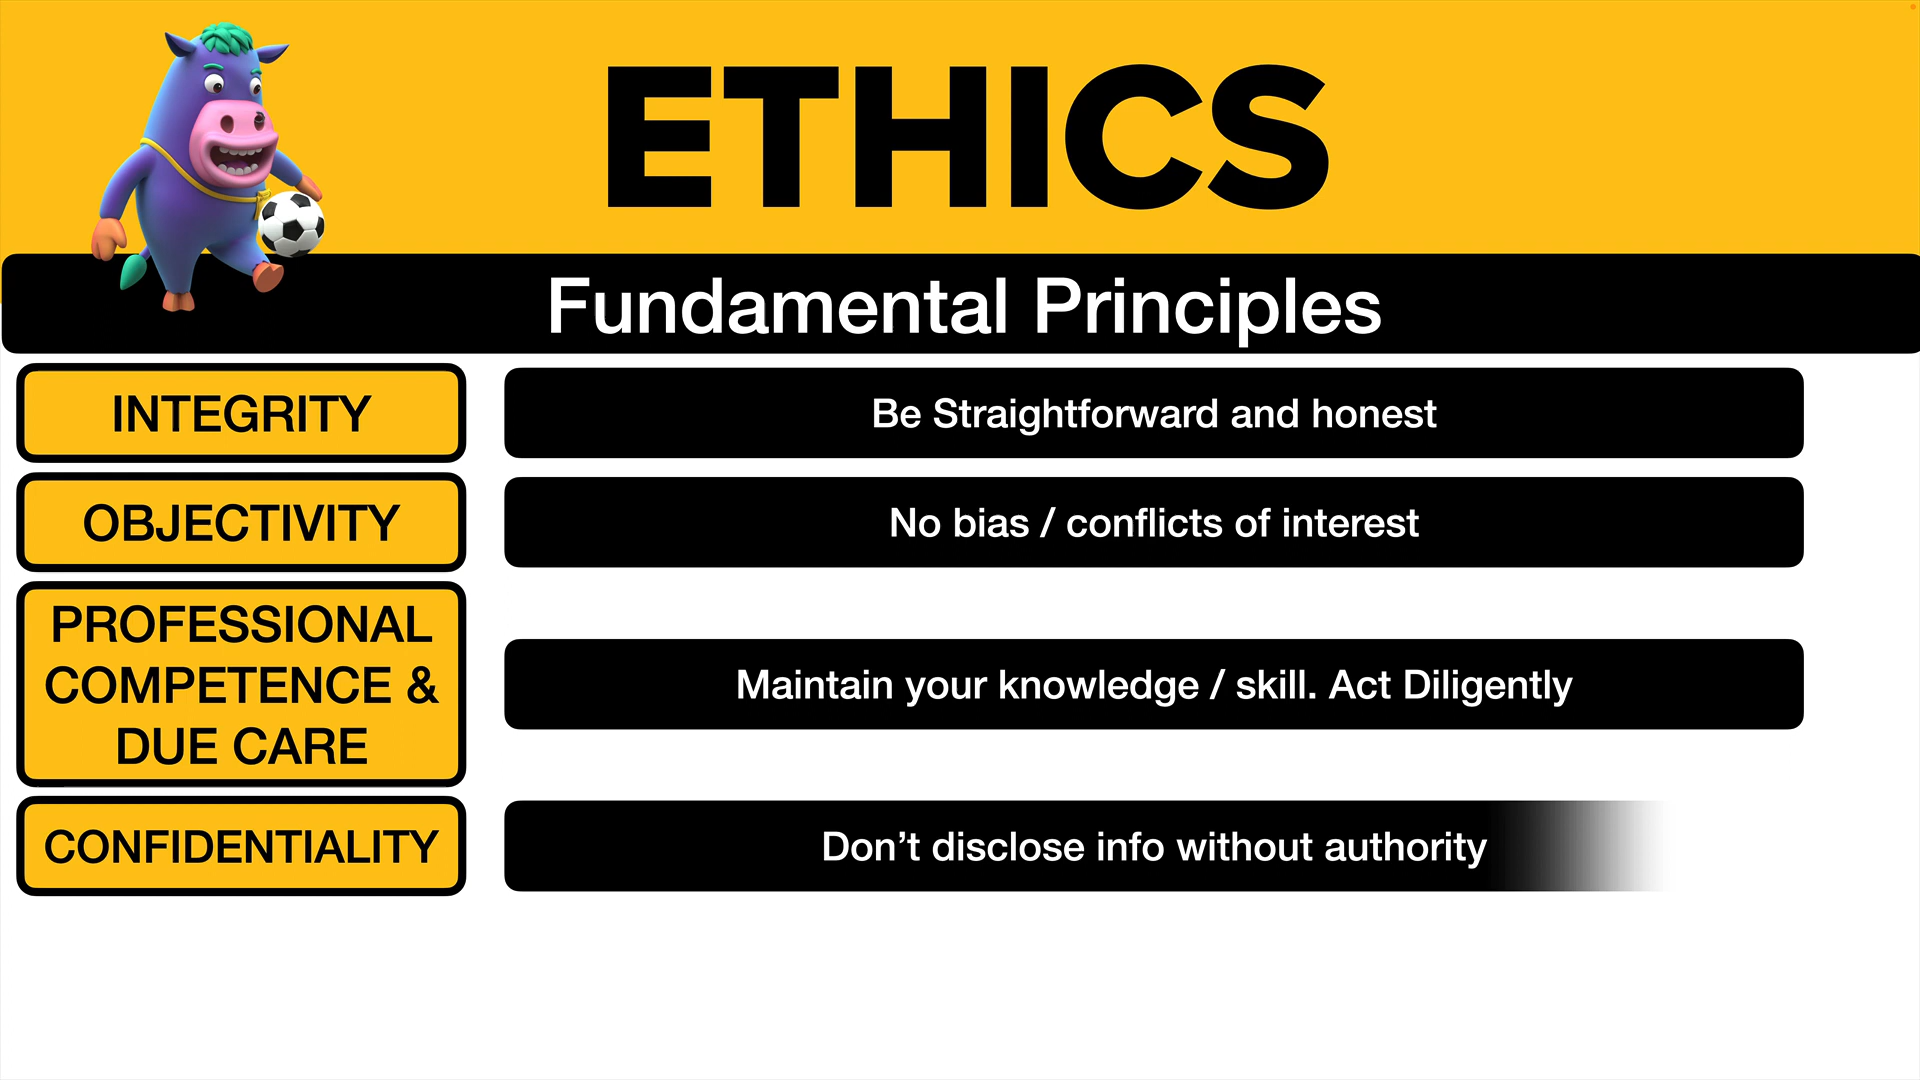 ETHICS
Fundamental Principles
INTEGRITY
Be Straightforward and honest
OBJECTIVITY
No bias / conflicts of interest
PROFESSIONAL
COMPETENCE &
DUE CARE
Maintain your knowledge / skill. Act Diligently
CONFIDENTIALITY
Don’t disclose info without authority